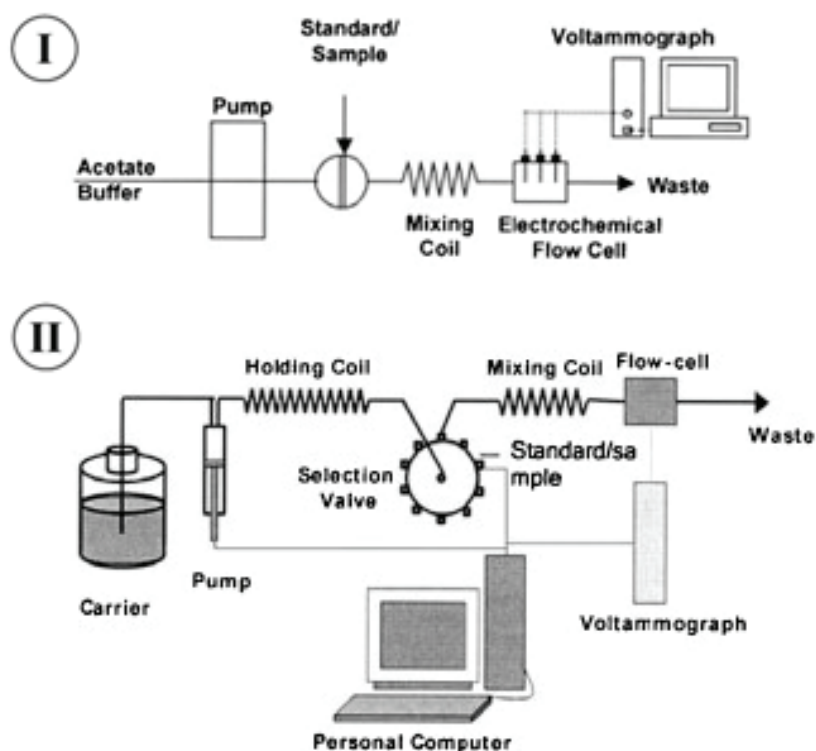 I
Standard/
Sample
Voltammograph
Pump
Acetate
Buffer
Mixing
Coil
Electrochemical
Flow Cell
Waste
II
Holding Coil
Mixing Coil
Flow-cell
Waste
Selection
Valve
Standard/sa
mple
Carrier
Pump
Voltammograph
Personal Computer